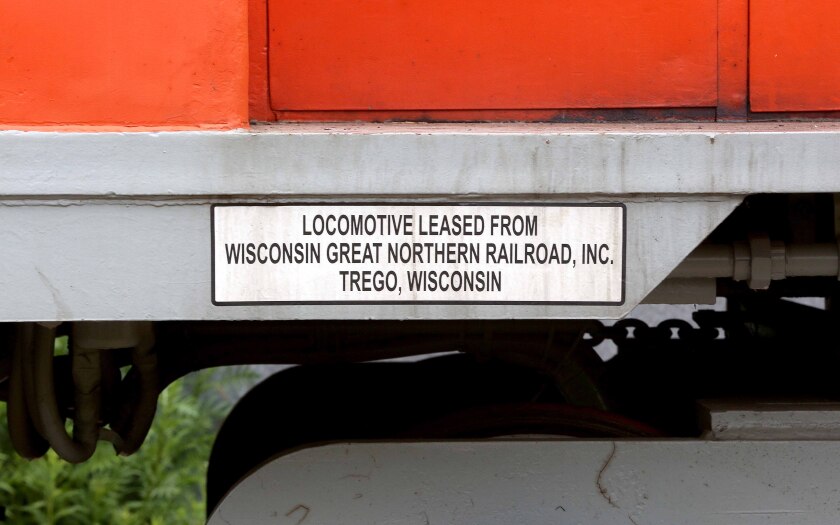 LOCOMOTIVE LEASED FROM
WISCONSIN GREAT NORTHERN RAILROAD, INC.
TREGO, WISCONSIN